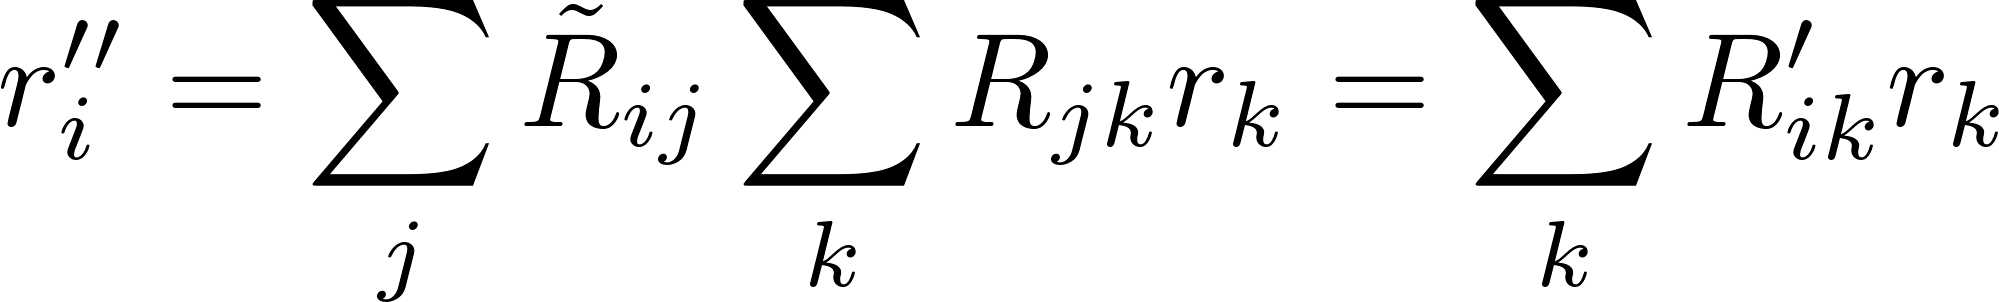 r''_i = \sum_j \tilde{R}_{ij} \sum_k R_{jk} r_k = \sum_k R'_{ik} r_k